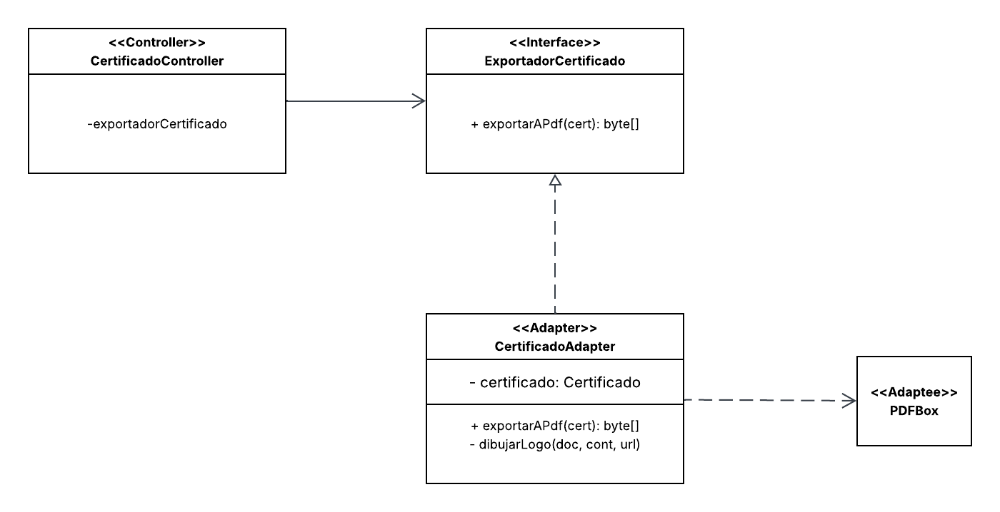 <<Controller>>
CertificadoController
-exportadorCertificado
<<Interface>>
ExportadorCertificado
+ exportarAPdf(cert): byte[]
<<Adapter>>
CertificadoAdapter
- certificado: Certificado
+ exportarAPdf(cert): byte[]
- dibujarLogo(doc, cont, url)
<<Adaptee>>
PDFBox